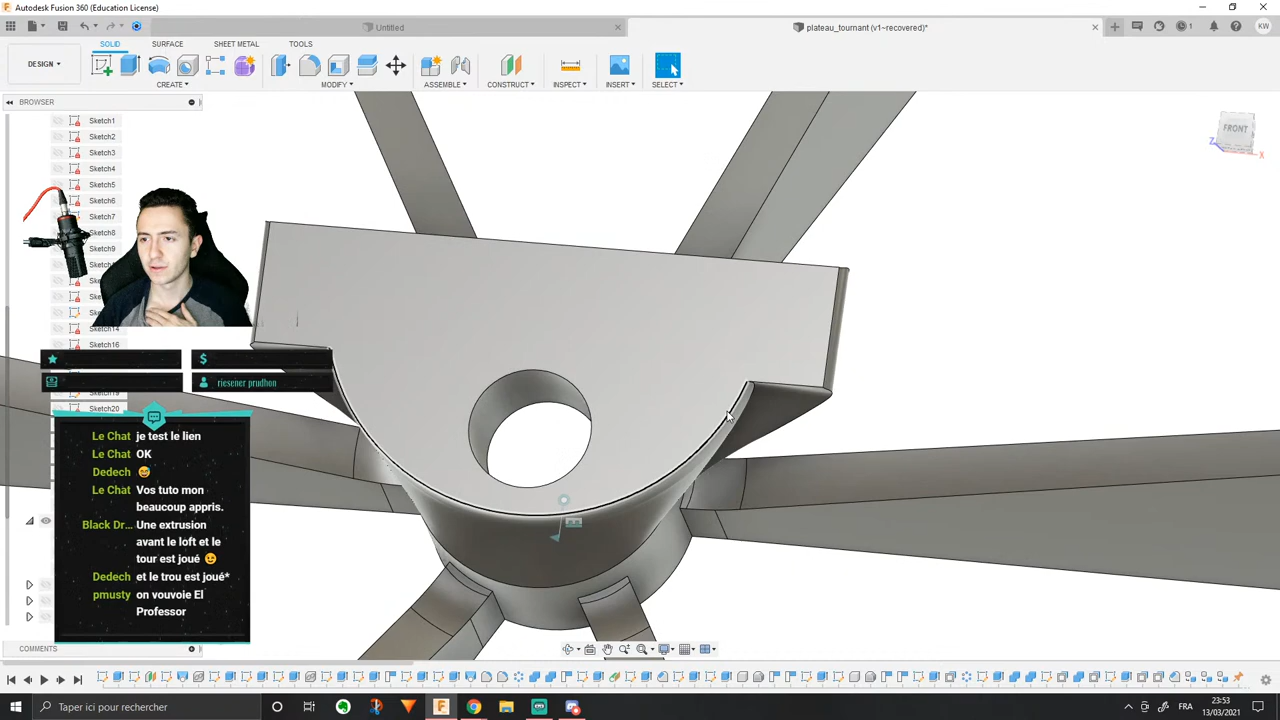 Autodesk Fusion 360 (Education License)
Untitled
plateau_tournant (v1~recovered)*
KW
DESIGN
SOLID
SURFACE
SHEET METAL
TOOLS
CREATE
MODIFY
ASSEMBLE
CONSTRUCT
INSPECT
INSERT
SELECT
BROWSER
FRONT
Z
X
Sketch1
Sketch2
Sketch3
Sketch4
Sketch5
Sketch6
Sketch7
Sketch8
Sketch9
Sketch14
Sketch16
Sketch19
Sketch20
riesener prudhon
Le Chat je test le lien
Le Chat OK
Dedech 😅
Le Chat Vos tuto mon
beaucoup appris.
Black Dr... Une extrusion
avant le loft et le
tour est joué 😉
Dedech et le trou est joué*
pmusty on vouvoie El
Professor
COMMENTS
Taper ici pour rechercher
FRA
23:53
13/03/2021